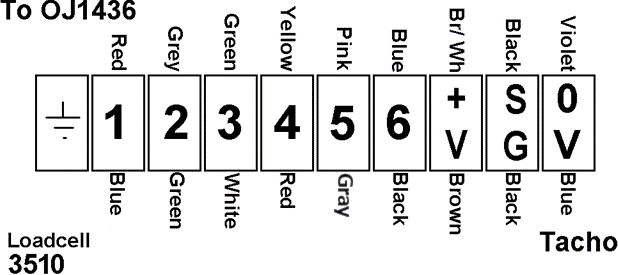 To OJ1436
Red Grey Green Yellow Pink Blue Br/ Wh Black Violet
1 2 3 4 5 6 + S 0
V G V
Blue Green White Red Gray Black Brown Black Blue
Loadcell Tacho
3510